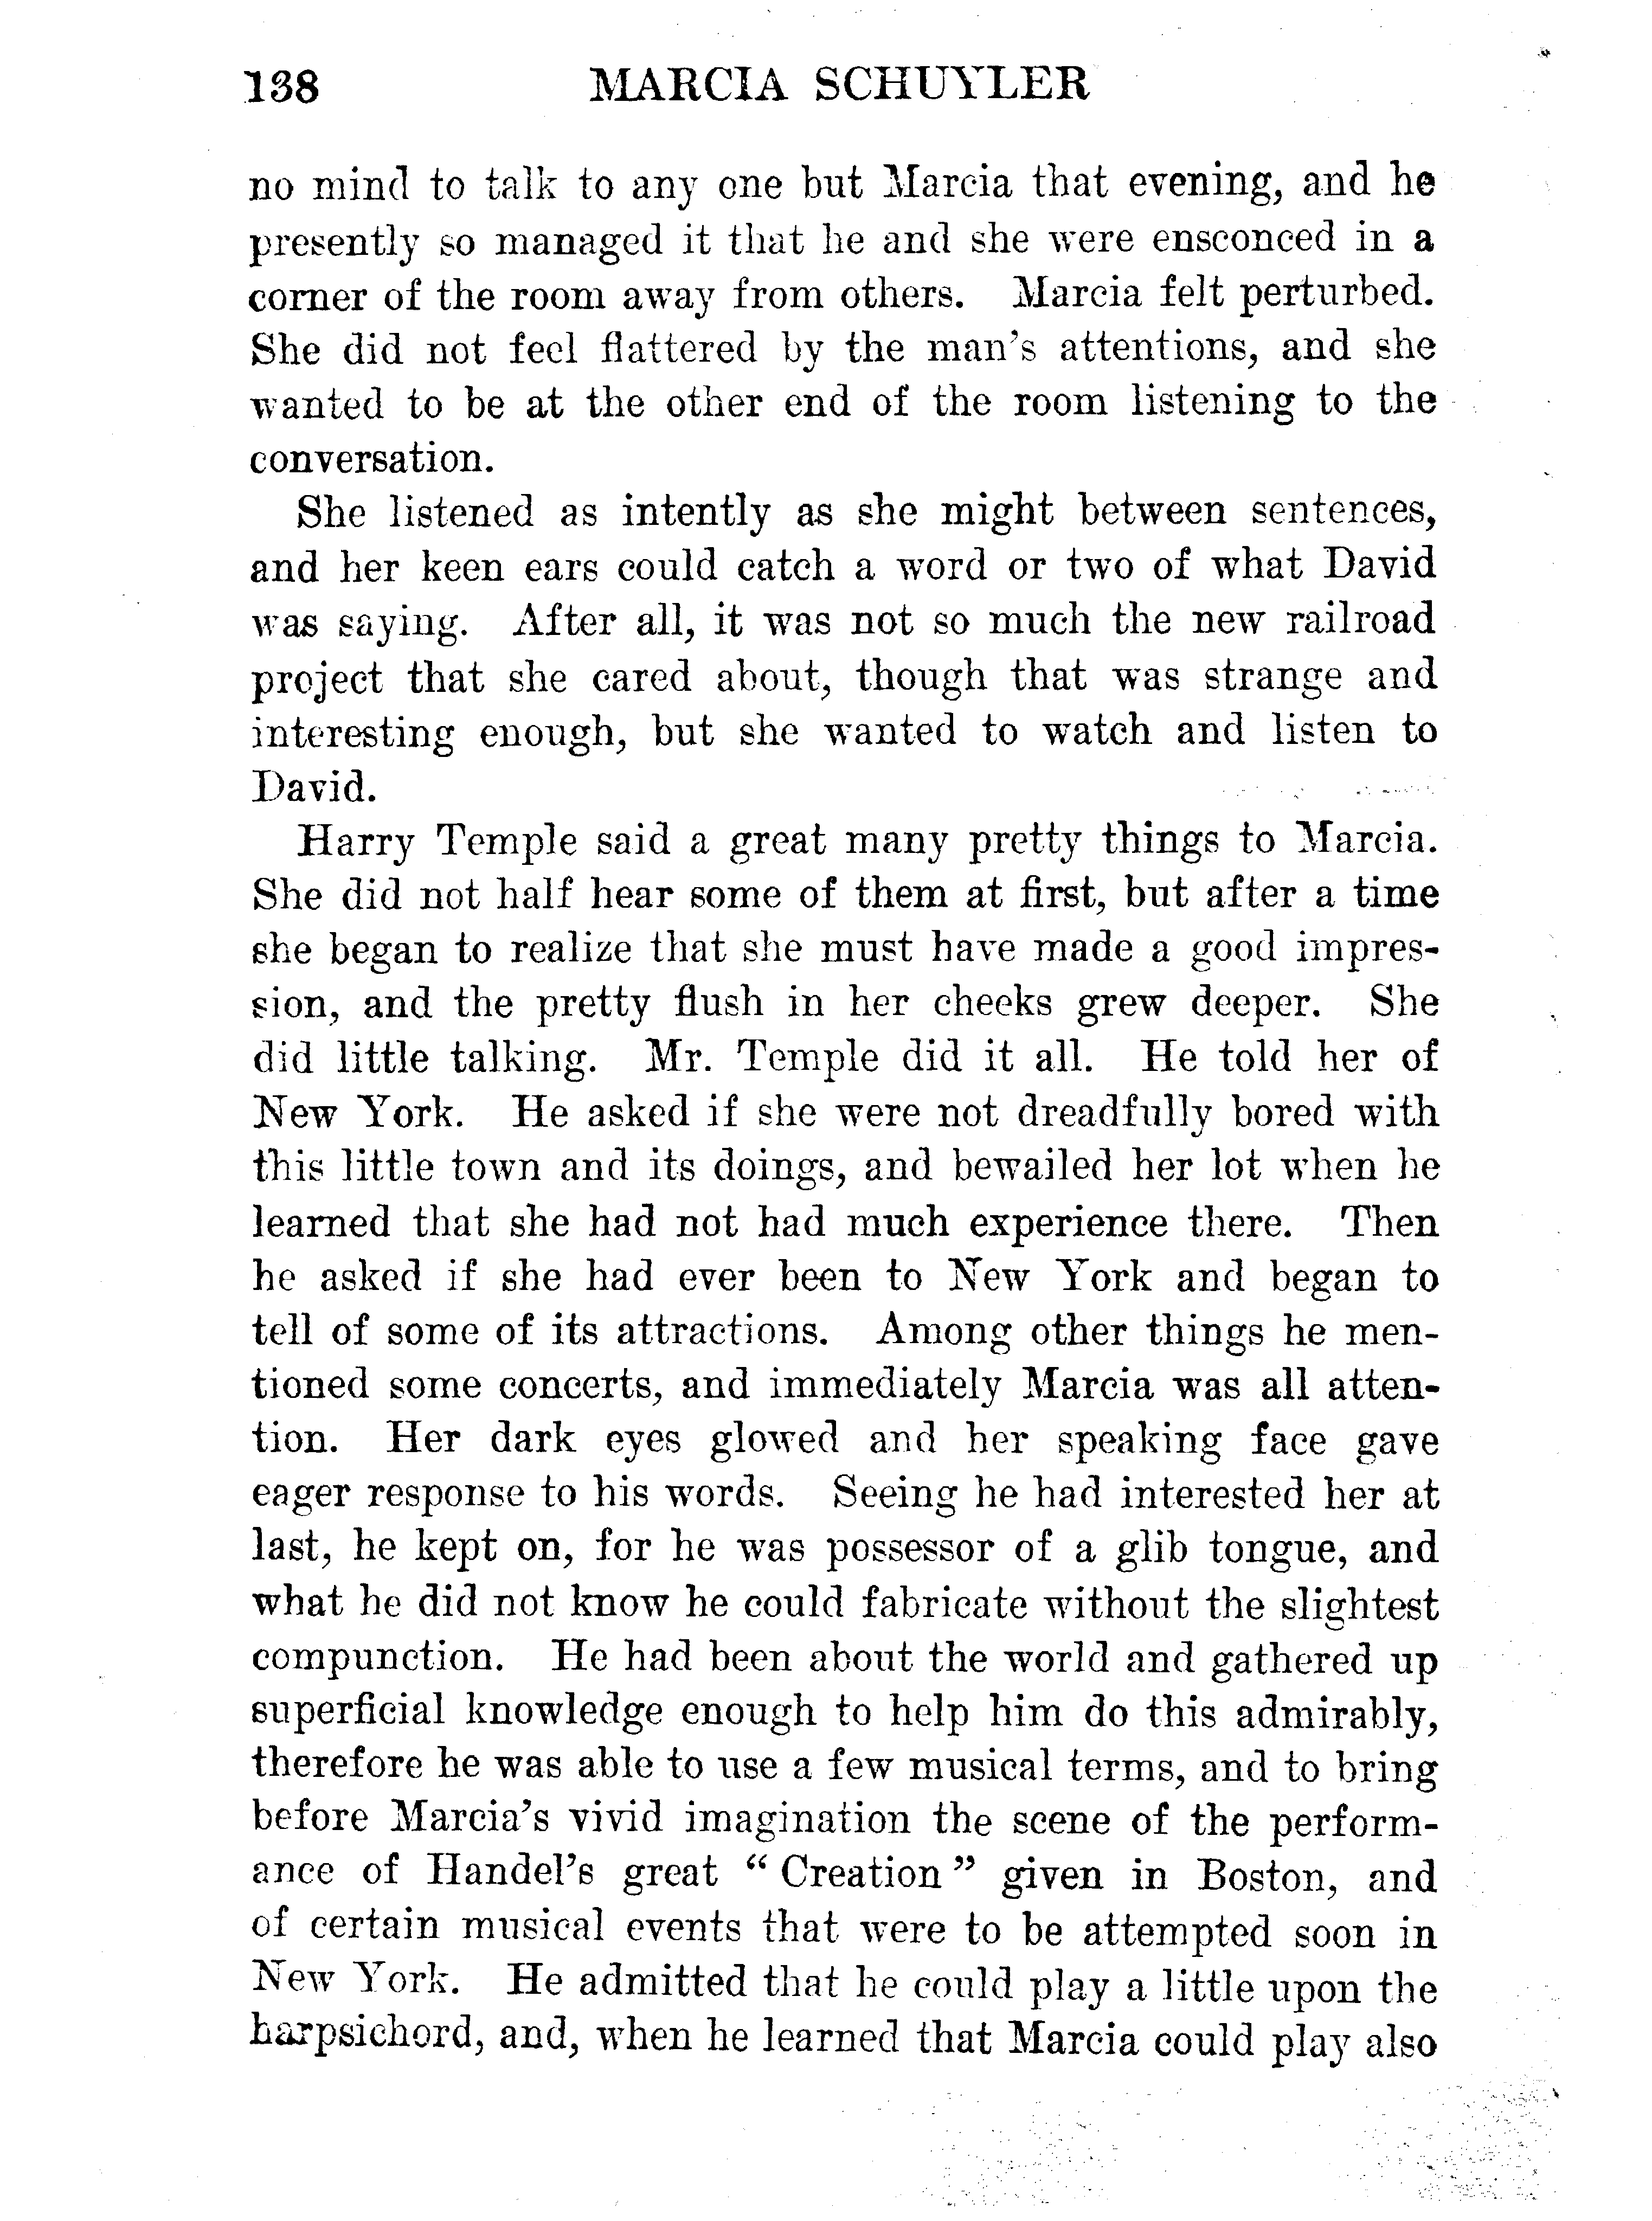 138 MARCIA SCHUYLER
no mind to talk to any one but Marcia that evening, and he
presently so managed it that he and she were ensconced in a
corner of the room away from others. Marcia felt perturbed.
She did not feel flattered by the man's attentions, and she
wanted to be at the other end of the room listening to the
conversation.
She listened as intently as she might between sentences,
and her keen ears could catch a word or two of what David
was saying. After all, it was not so much the new railroad
project that she cared about, though that was strange and
interesting enough, but she wanted to watch and listen to
David.
Harry Temple said a great many pretty things to Marcia.
She did not half hear some of them at first, but after a time
she began to realize that she must have made a good impres-
sion, and the pretty flush in her cheeks grew deeper. She
did little talking. Mr. Temple did it all. He told her of
New York. He asked if she were not dreadfully bored with
this little town and its doings, and bewailed her lot when he
learned that she had not had much experience there. Then
he asked if she had ever been to New York and began to
tell of some of its attractions. Among other things he men-
tioned some concerts, and immediately Marcia was all atten-
tion. Her dark eyes glowed and her speaking face gave
eager response to his words. Seeing he had interested her at
last, he kept on, for he was possessor of a glib tongue, and
what he did not know he could fabricate without the slightest
compunction. He had been about the world and gathered up
superficial knowledge enough to help him do this admirably,
therefore he was able to use a few musical terms, and to bring
before Marcia's vivid imagination the scene of the perform-
ance of Handel's great " Creation " given in Boston, and
of certain musical events that were to be attempted soon in
New York. He admitted that he could play a little upon the
harpsichord, and, when he learned that Marcia could play also